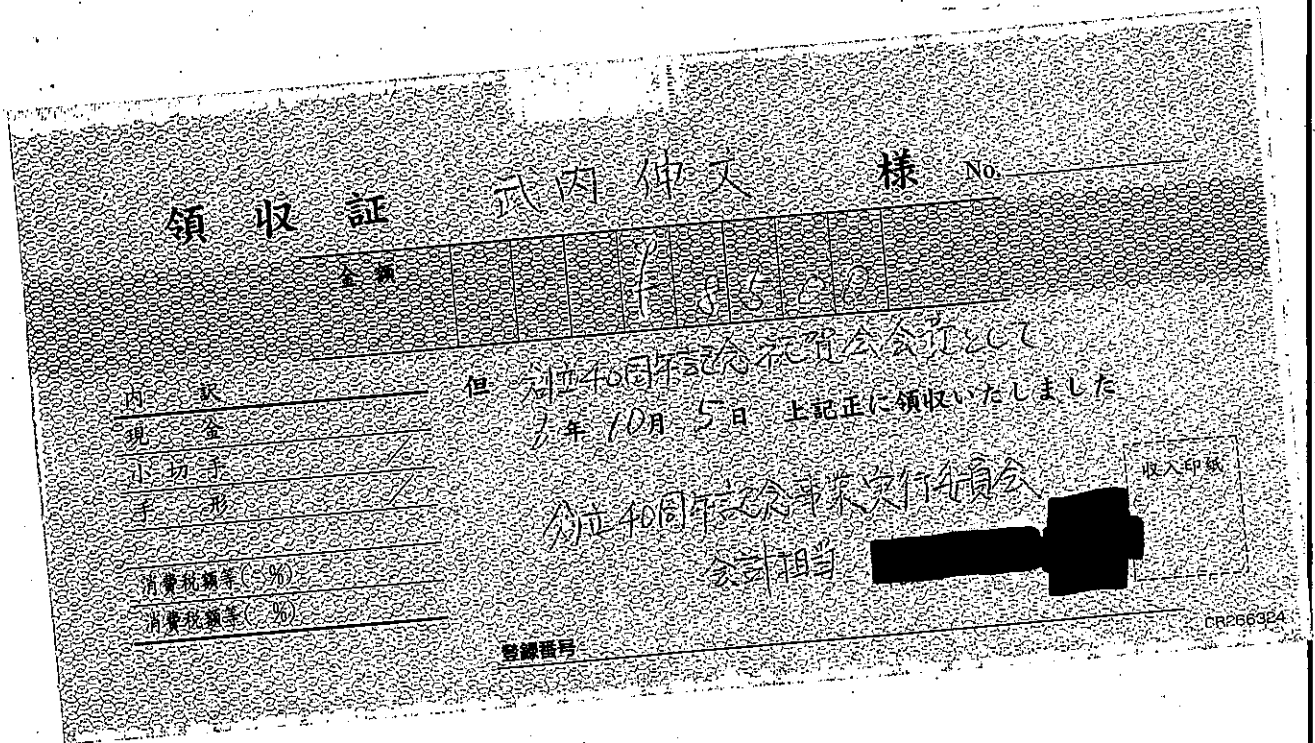 領収証 武内伸文 様 No.
金額 ¥8500
但 創立40周年記念祝賀会会費として
年10月5日 上記正に領収いたしました
内訳
現金
小切手
手形
消費税額等( %)
消費税額等( %)
創立40周年記念事業実行委員会
会計担当
収入印紙
登録番号
CR266324